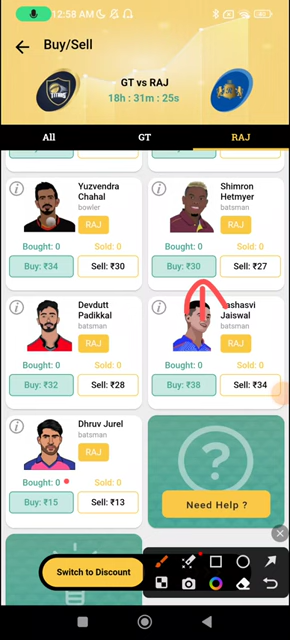 12:58 AM
Buy/Sell
GT vs RAJ
18h : 31m : 25s
TITANS
All
GT
RAJ
Yuzvendra
Chahal
bowler
RAJ
Bought: 0
Sold: 0
Buy: ₹34
Sell: ₹30
Shimron
Hetmyer
batsman
RAJ
Bought: 0
Sold: 0
Buy: ₹30
Sell: ₹27
Devdutt
Padikkal
batsman
RAJ
Bought: 0
Sold: 0
Buy: ₹32
Sell: ₹28
Jaiswal
batsman
RAJ
Bought: 0
Sold: 0
Buy: ₹38
Sell: ₹34
Dhruv Jurel
batsman
RAJ
Bought: 0
Sold: 0
Buy: ₹15
Sell: ₹13
?
Need Help ?
Switch to Discount